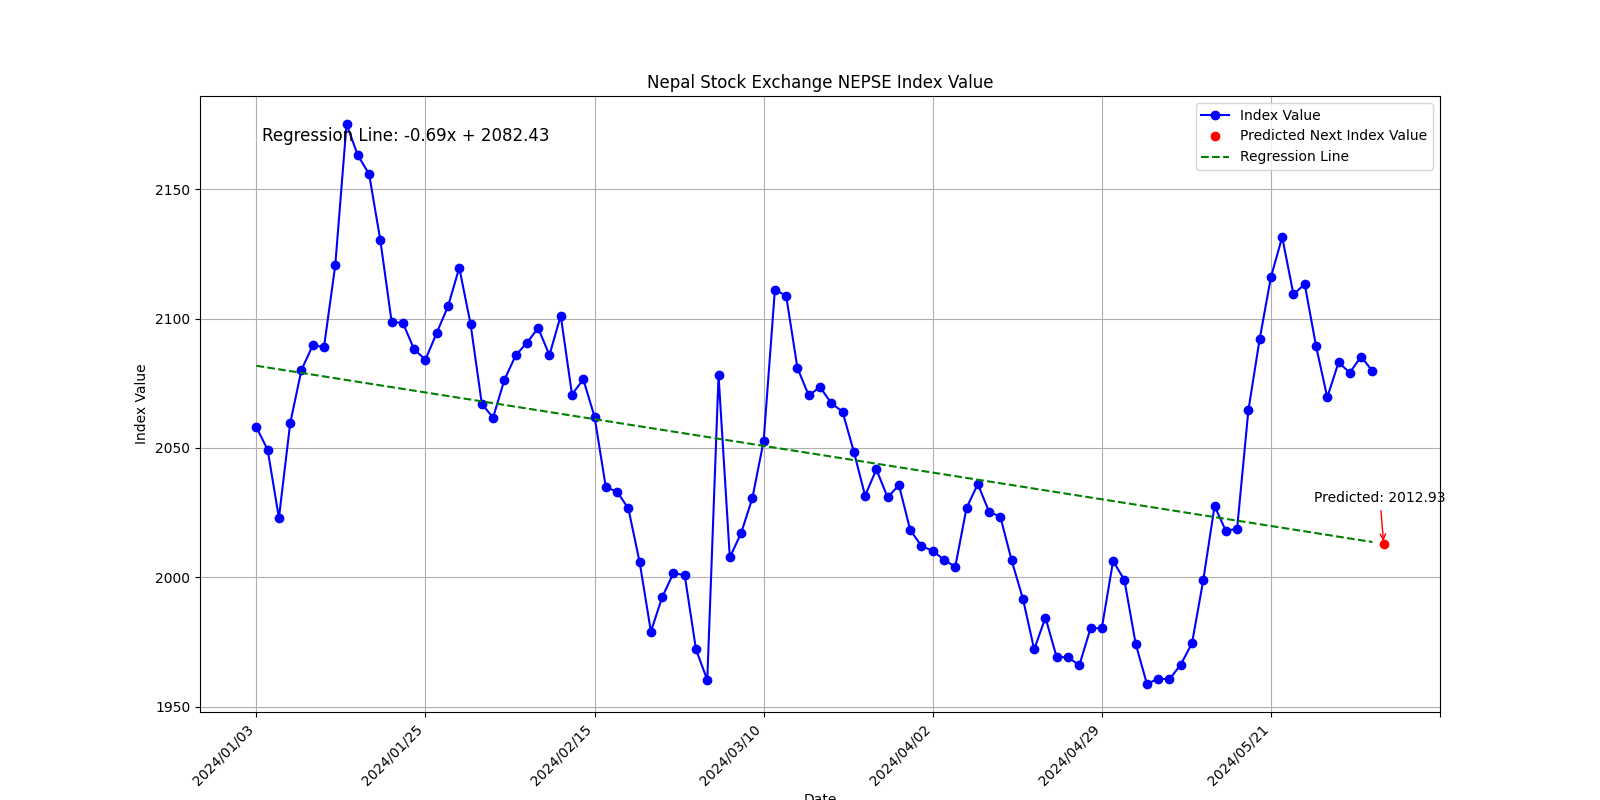 Nepal Stock Exchange NEPSE Index Value
Regression Line: -0.69x + 2082.43
Index Value
Predicted Next Index Value
Regression Line
2150
2100
2050
2000
1950
Index Value
Predicted: 2012.93
2024/01/03
2024/01/25
2024/02/15
2024/03/10
2024/04/02
2024/04/29
2024/05/21
Date